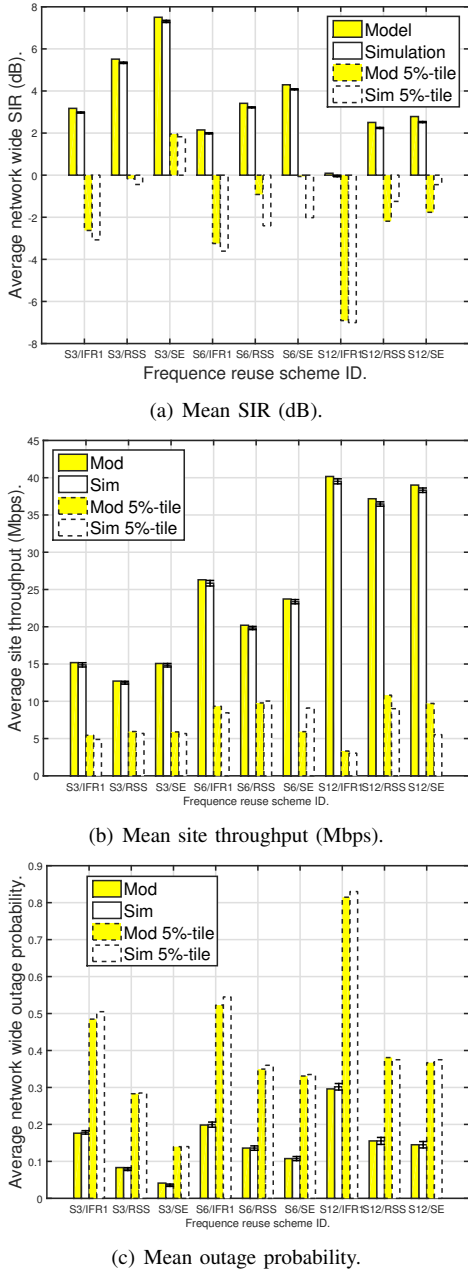 8
6
4
2
0
-2
-4
-6
-8
Average network wide SIR (dB).
Model
Simulation
Mod 5%-tile
Sim 5%-tile
S3/IFR1 S3/RSS S3/SE S6/IFR1 S6/RSS S6/SE S12/IFR1 S12/RSS S12/SE
Frequence reuse scheme ID.
(a) Mean SIR (dB).
45
40
35
30
25
20
15
10
5
0
Average site throughput (Mbps).
Mod
Sim
Mod 5%-tile
Sim 5%-tile
S3/IFR1 S3/RSS S3/SE S6/IFR1 S6/RSS S6/SE S12/IFR1 S12/RSS S12/SE
Frequence reuse scheme ID.
(b) Mean site throughput (Mbps).
0.9
0.8
0.7
0.6
0.5
0.4
0.3
0.2
0.1
0
Average network wide outage probability.
Mod
Sim
Mod 5%-tile
Sim 5%-tile
S3/IFR1 S3/RSS S3/SE S6/IFR1 S6/RSS S6/SE S12/IFR1 S12/RSS S12/SE
Frequence reuse scheme ID.
(c) Mean outage probability.